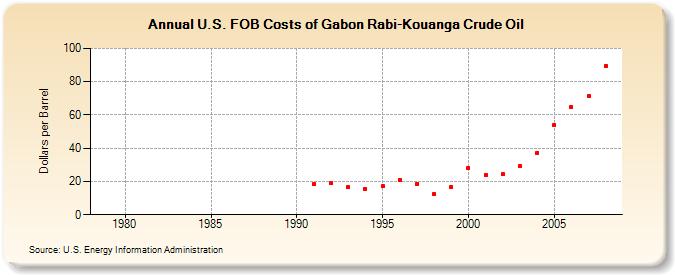 Annual U.S. FOB Costs of Gabon Rabi-Kouanga Crude Oil
Dollars per Barrel
100
80
60
40
20
0
1980 1985 1990 1995 2000 2005
Source: U.S. Energy Information Administration